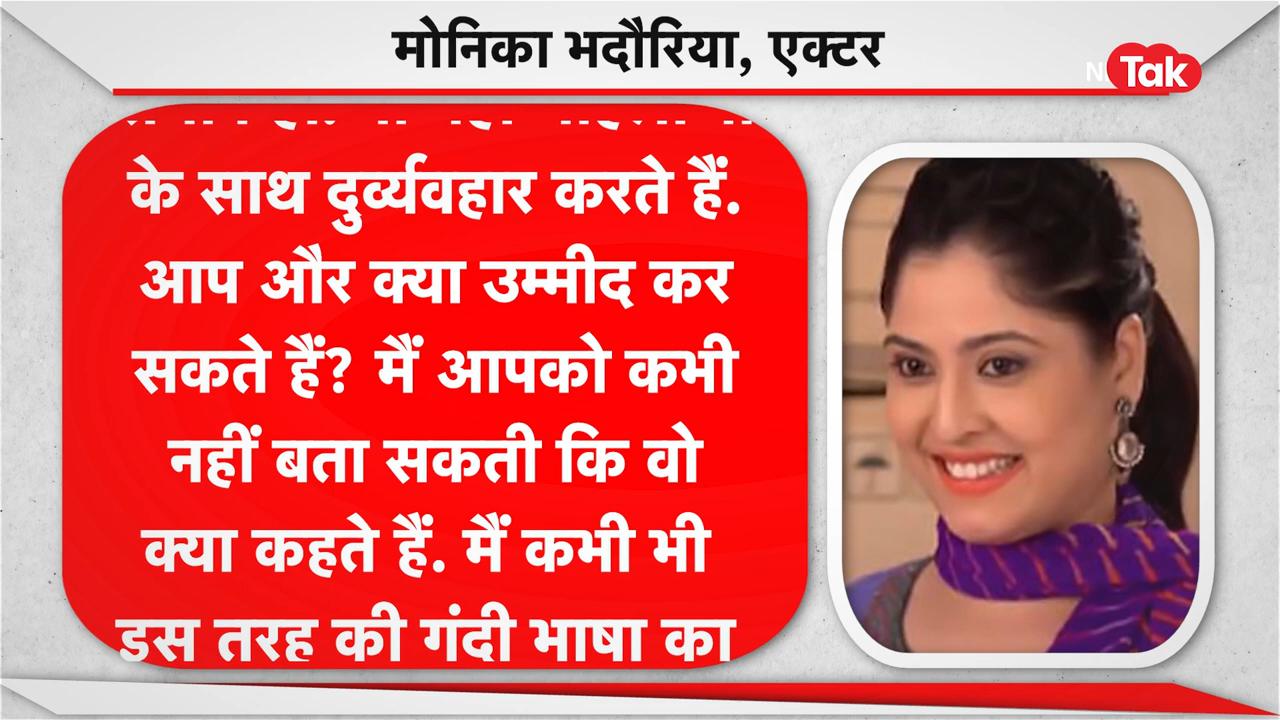 मोनिका भदौरिया, एक्टर
Tak
के साथ दुर्व्यवहार करते हैं.
आप और क्या उम्मीद कर
सकते हैं? मैं आपको कभी
नहीं बता सकती कि वो
क्या कहते हैं. मैं कभी भी
इस तरह की गंदी भाषा का